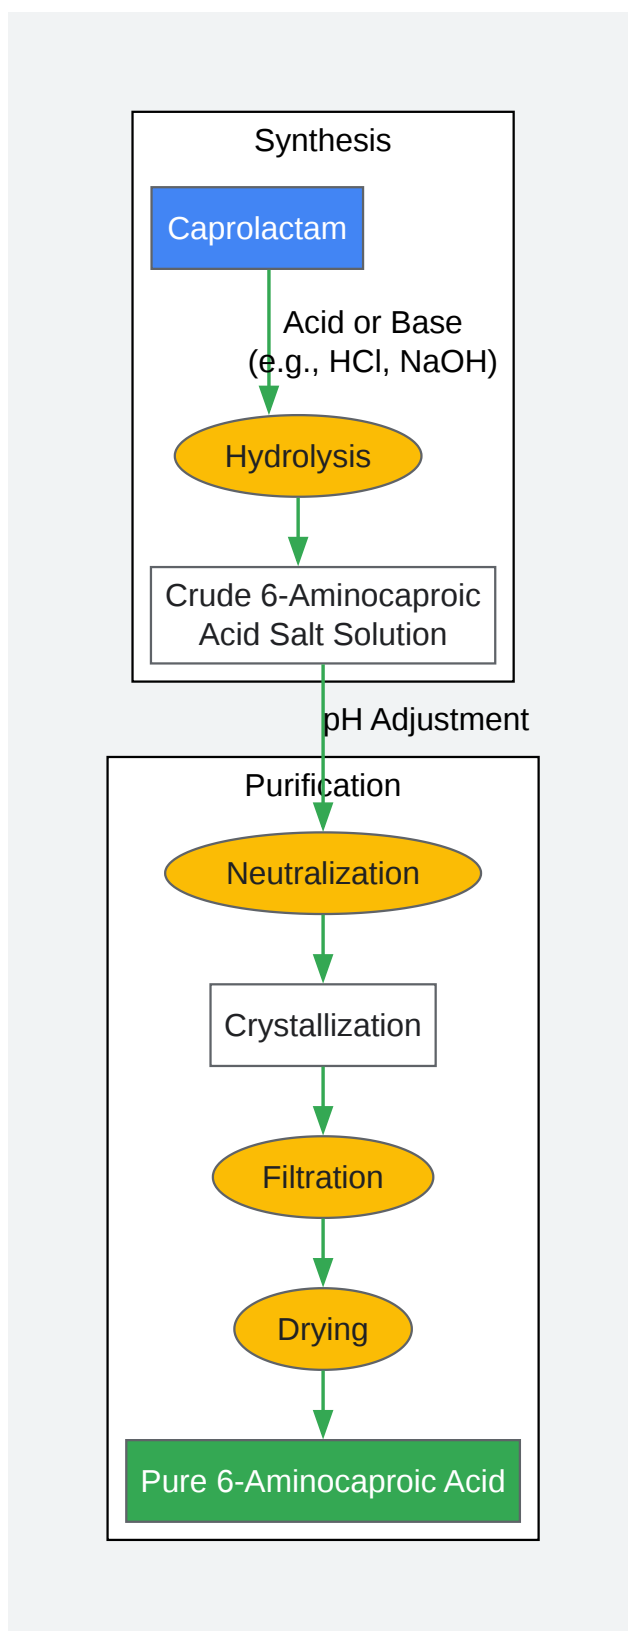 Synthesis
Caprolactam
Acid or Base
(e.g., HCl, NaOH)
Hydrolysis
Crude 6-Aminocaproic
Acid Salt Solution
pH Adjustment
Purification
Neutralization
Crystallization
Filtration
Drying
Pure 6-Aminocaproic Acid